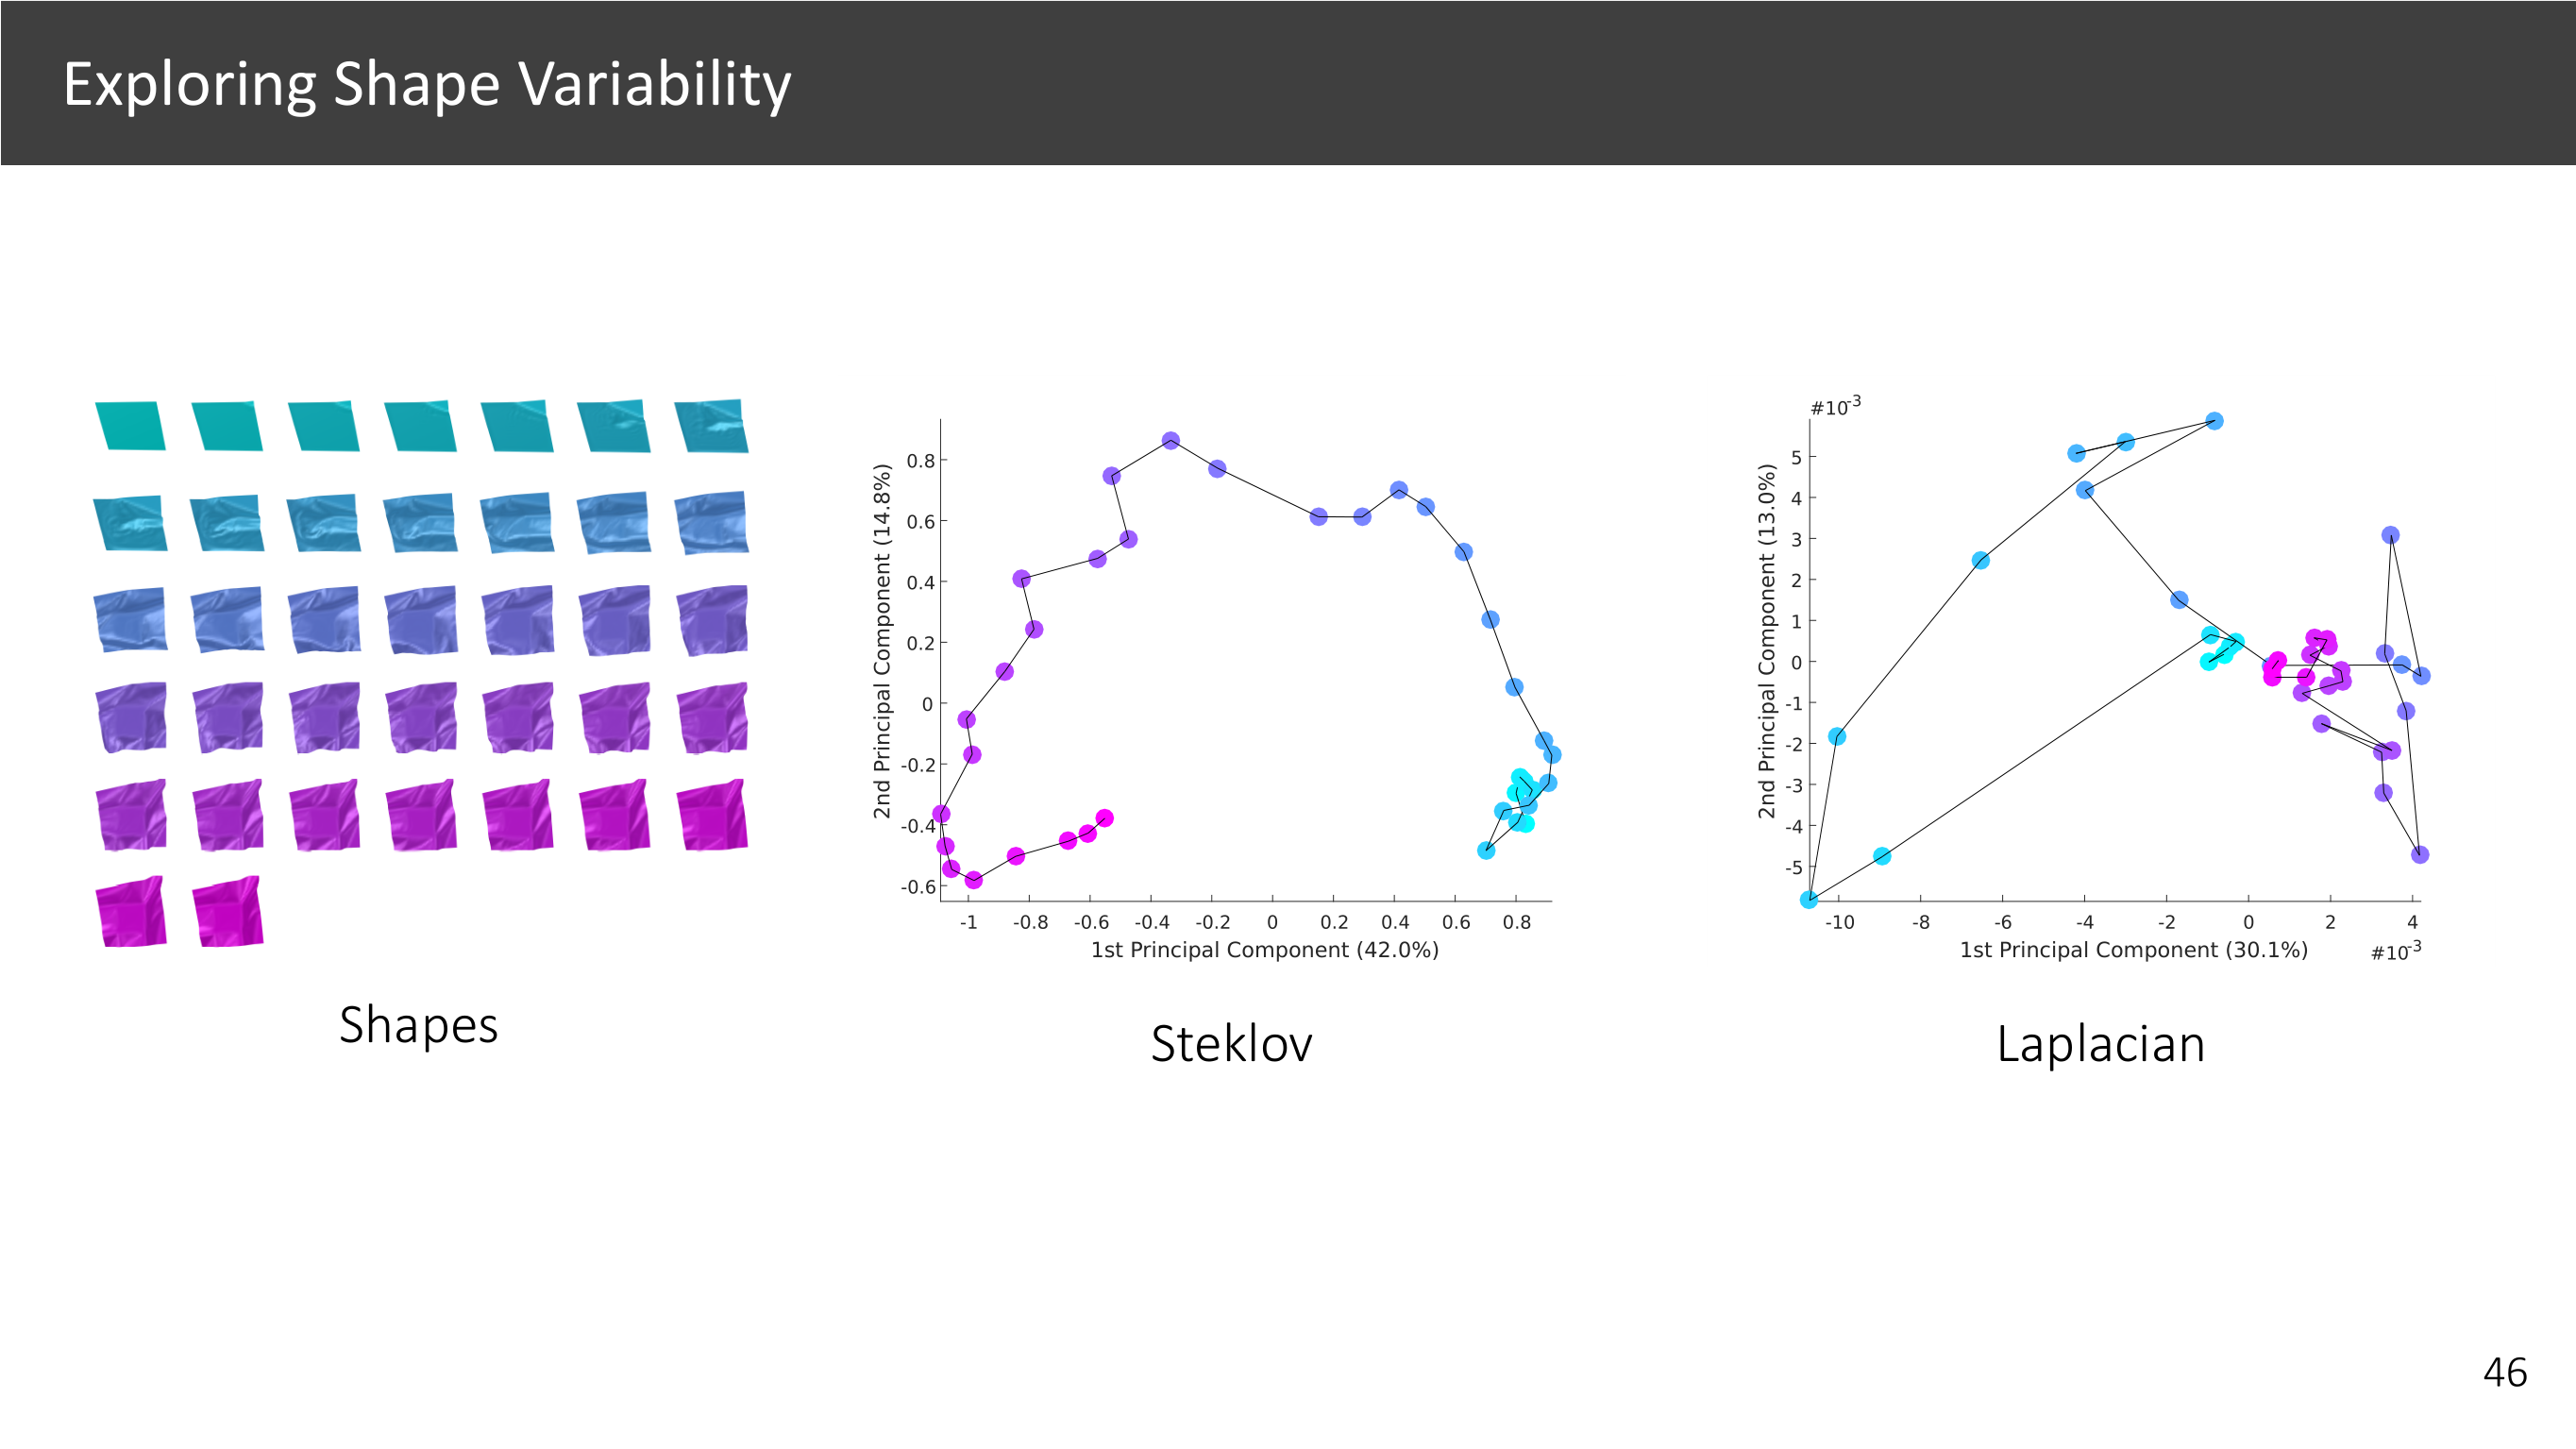 Exploring Shape Variability
Shapes
2nd Principal Component (14.8%)
0.8
0.6
0.4
0.2
0
-0.2
-0.4
-0.6
-1 -0.8 -0.6 -0.4 -0.2 0 0.2 0.4 0.6 0.8
1st Principal Component (42.0%)
Steklov
#10-3
2nd Principal Component (13.0%)
5
4
3
2
1
0
-1
-2
-3
-4
-5
-10 -8 -6 -4 -2 0 2 4
1st Principal Component (30.1%)
#10-3
Laplacian
46